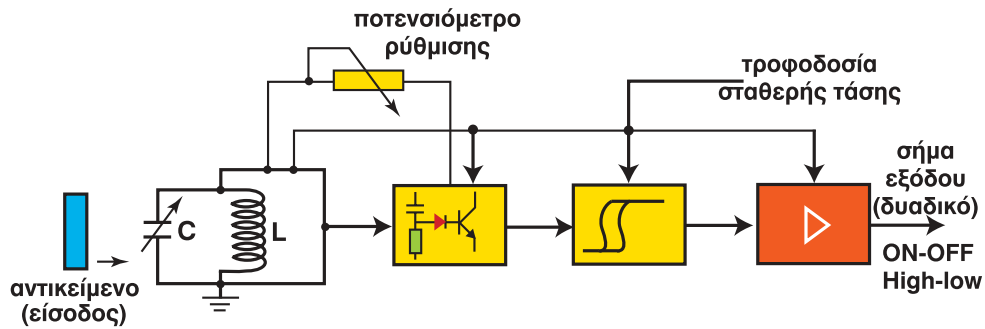 ποτενσιόμετρο
ρύθμισης
τροφοδοσία
σταθερής τάσης
σήμα
εξόδου
(δυαδικό)
C
L
ON-OFF
High-low
αντικείμενο
(είσοδος)